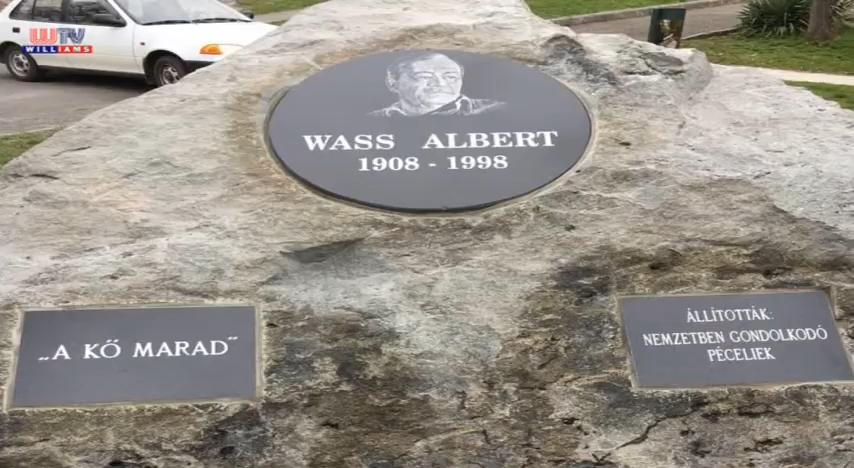 WTV
WILLIAMS
WASS ALBERT
1908 - 1998
„A KŐ MARAD”
ÁLLÍTOTTÁK:
NEMZETBEN GONDOLKODÓ
PÉCELIEK